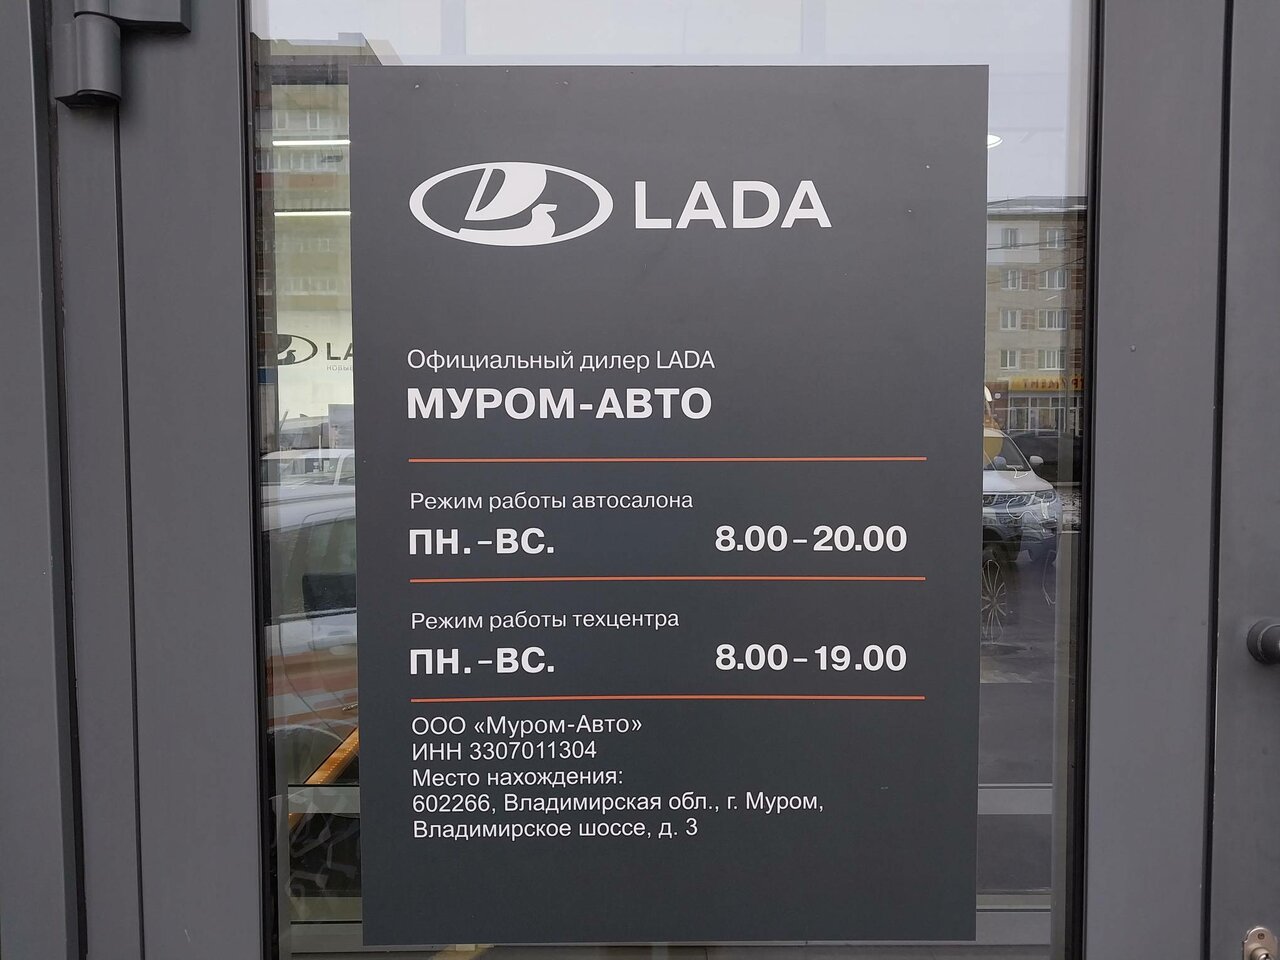 LADA
Официальный дилер LADA
МУРОМ-АВТО
Режим работы автосалона
ПН.–ВС. 8.00–20.00
Режим работы техцентра
ПН.–ВС. 8.00–19.00
ООО «Муром-Авто»
ИНН 3307011304
Место нахождения:
602266, Владимирская обл., г. Муром,
Владимирское шоссе, д. 3